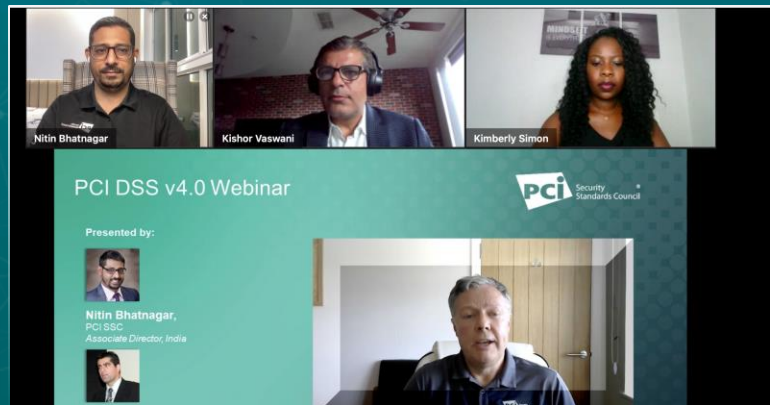 MINDSET
Nitin Bhatnagar
Kishor Vaswani
Kimberly Simon
PCI DSS v4.0 Webinar
PCi Security
Standards Council
®
Presented by:
Nitin Bhatnagar,
PCI SSC
Associate Director, India